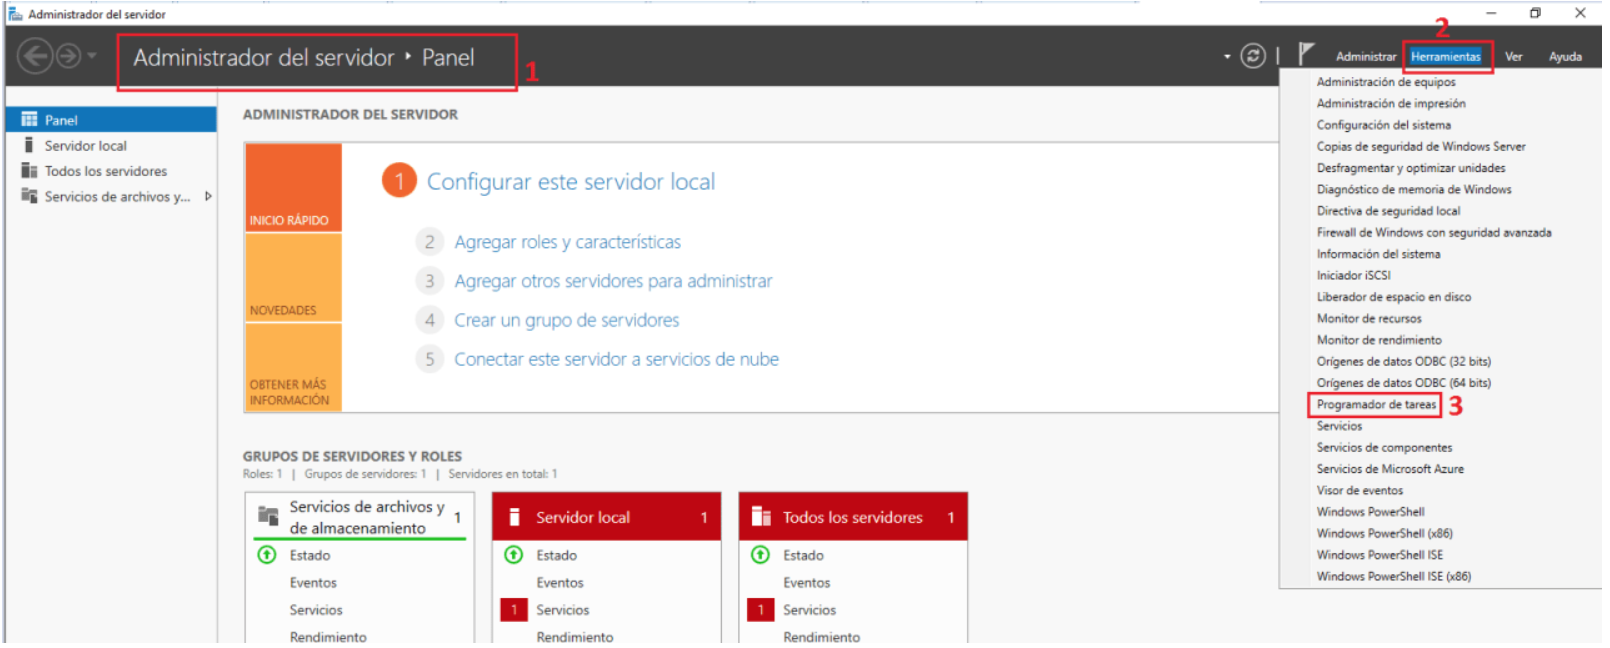 Administrador del servidor
Administrador del servidor ‣ Panel
1
2
Administrar Herramientas Ver Ayuda
Panel
Servidor local
Todos los servidores
Servicios de archivos y...
ADMINISTRADOR DEL SERVIDOR
INICIO RÁPIDO
NOVEDADES
OBTENER MÁS
INFORMACIÓN
1 Configurar este servidor local
2 Agregar roles y características
3 Agregar otros servidores para administrar
4 Crear un grupo de servidores
5 Conectar este servidor a servicios de nube
Administración de equipos
Administración de impresión
Configuración del sistema
Copias de seguridad de Windows Server
Desfragmentar y optimizar unidades
Diagnóstico de memoria de Windows
Directiva de seguridad local
Firewall de Windows con seguridad avanzada
Información del sistema
Iniciador iSCSI
Liberador de espacio en disco
Monitor de recursos
Monitor de rendimiento
Orígenes de datos ODBC (32 bits)
Orígenes de datos ODBC (64 bits)
Programador de tareas 3
Servicios
Servicios de componentes
Servicios de Microsoft Azure
Visor de eventos
Windows PowerShell
Windows PowerShell (x86)
Windows PowerShell ISE
Windows PowerShell ISE (x86)
GRUPOS DE SERVIDORES Y ROLES
Roles: 1 | Grupos de servidores: 1 | Servidores en total: 1
Servicios de archivos y
de almacenamiento 1
Estado
Eventos
Servicios
Rendimiento
Servidor local 1
Estado
Eventos
1 Servicios
Rendimiento
Todos los servidores 1
Estado
Eventos
1 Servicios
Rendimiento